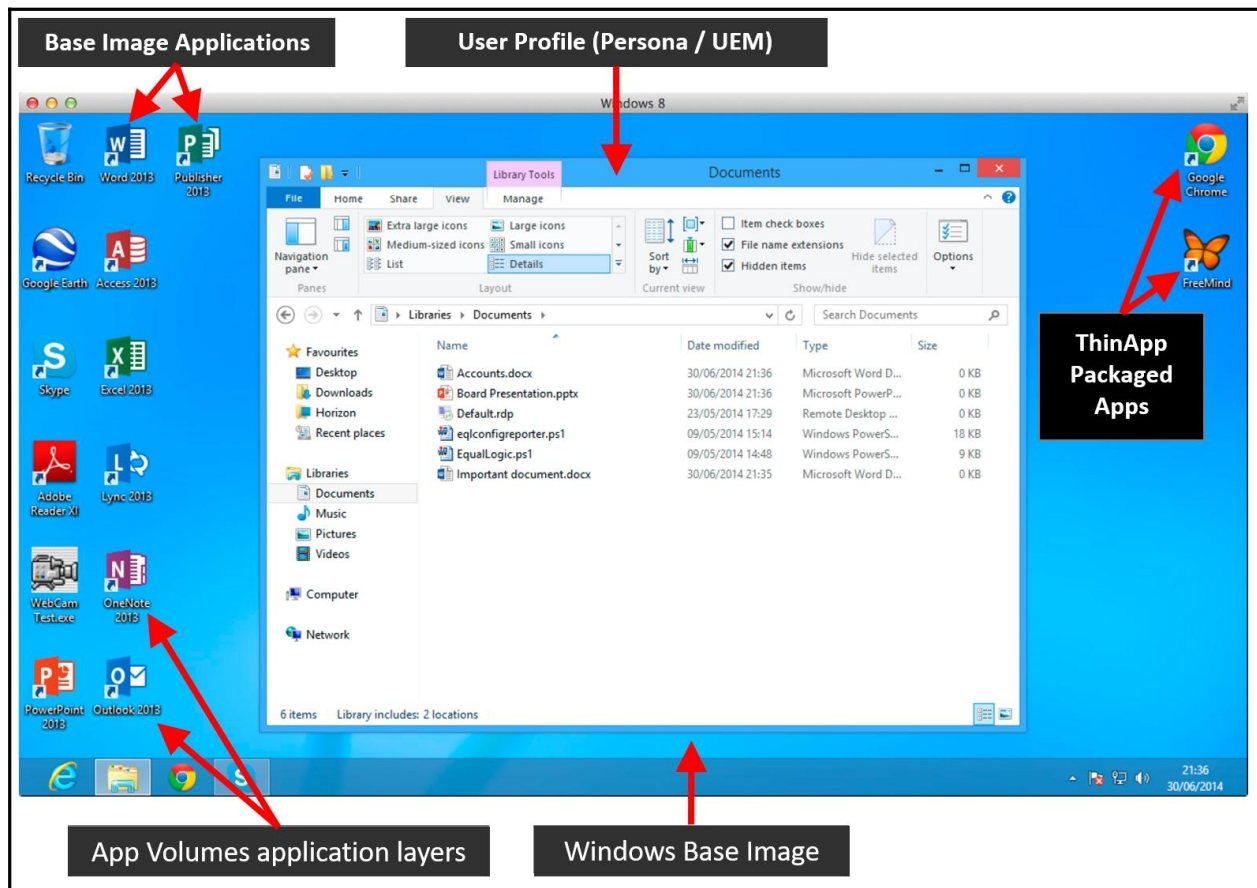 Base Image Applications
User Profile (Persona / UEM)
Windows 8
Recycle Bin
Word 2013
Publisher
2013
Google Earth
Access 2013
Skype
Excel 2013
Adobe
Reader XI
Lync 2013
WebCam
Test.exe
OneNote
2013
PowerPoint
2013
Outlook 2013
Library Tools
Documents
File Home Share View Manage
Navigation
pane
Extra large icons
Large icons
Medium-sized icons
Small icons
List
Details
Sort
by
Item check boxes
File name extensions
Hidden items
Hide selected
items
Options
Panes
Layout
Current view
Show/hide
Libraries Documents
Search Documents
Favourites
Desktop
Downloads
Horizon
Recent places
Libraries
Documents
Music
Pictures
Videos
Computer
Network
Name Date modified Type Size
Accounts.docx 30/06/2014 21:36 Microsoft Word D... 0 KB
Board Presentation.pptx 30/06/2014 21:36 Microsoft PowerP... 0 KB
Default.rdp 23/05/2014 17:29 Remote Desktop ... 0 KB
eqlconfigreporter.ps1 09/05/2014 15:14 Windows PowerS... 18 KB
EqualLogic.ps1 09/05/2014 14:48 Windows PowerS... 9 KB
Important document.docx 30/06/2014 21:35 Microsoft Word D... 0 KB
6 items Library includes: 2 locations
Google
Chrome
FreeMind
ThinApp
Packaged
Apps
21:36
30/06/2014
App Volumes application layers
Windows Base Image